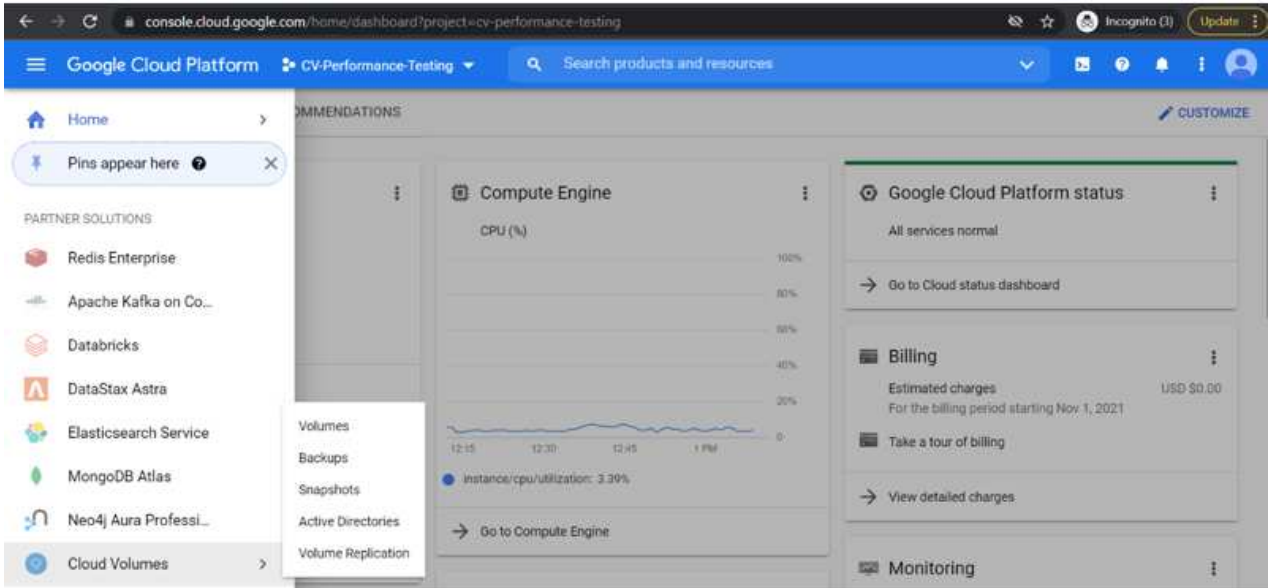 console.cloud.google.com/home/dashboard?project=cv-performance-testing
Incognito (3)
Update
Google Cloud Platform
CV-Performance-Testing
Search products and resources
Home
OMMENDATIONS
CUSTOMIZE
Pins appear here
PARTNER SOLUTIONS
Redis Enterprise
Apache Kafka on Co...
Databricks
DataStax Astra
Elasticsearch Service
MongoDB Atlas
Neo4j Aura Professi...
Cloud Volumes
Volumes
Backups
Snapshots
Active Directories
Volume Replication
Compute Engine
CPU (%)
100%
80%
60%
40%
20%
0
12:15 12:30 12:45 1 PM
instance/cpu/utilization: 3.39%
Go to Compute Engine
Google Cloud Platform status
All services normal
Go to Cloud status dashboard
Billing
Estimated charges USD $0.00
For the billing period starting Nov 1, 2021
Take a tour of billing
View detailed charges
Monitoring